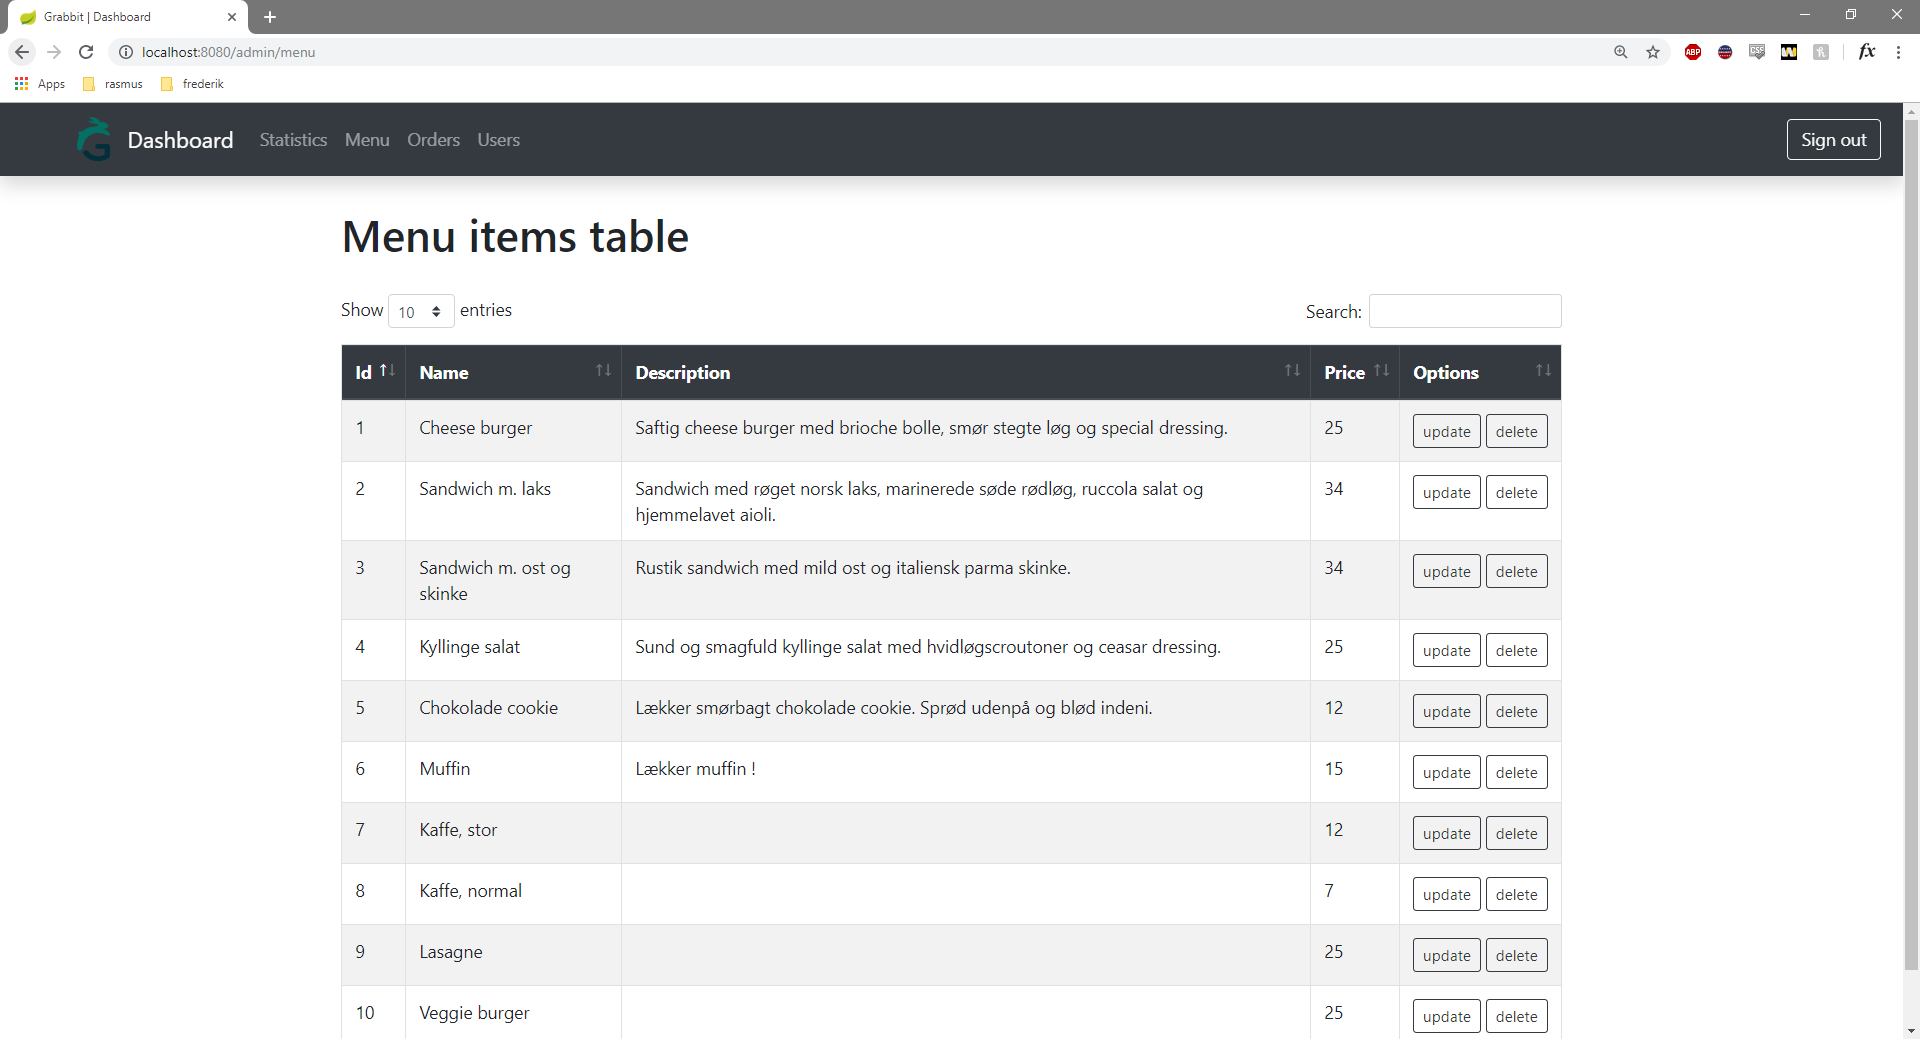 Grabbit | Dashboard
localhost:8080/admin/menu
ABP
CSS
W
fx
Apps rasmus frederik
G Dashboard Statistics Menu Orders Users Sign out
Menu items table
Show 10 entries Search:
Id Name Description Price Options
1 Cheese burger Saftig cheese burger med brioche bolle, smør stegte løg og special dressing. 25 update delete
2 Sandwich m. laks Sandwich med røget norsk laks, marinerede søde rødløg, ruccola salat og 34 update delete
hjemmelavet aioli.
3 Sandwich m. ost og Rustik sandwich med mild ost og italiensk parma skinke. 34 update delete
skinke
4 Kyllinge salat Sund og smagfuld kyllinge salat med hvidløgscroutoner og ceasar dressing. 25 update delete
5 Chokolade cookie Lækker smørbagt chokolade cookie. Sprød udenpå og blød indeni. 12 update delete
6 Muffin Lækker muffin ! 15 update delete
7 Kaffe, stor 12 update delete
8 Kaffe, normal 7 update delete
9 Lasagne 25 update delete
10 Veggie burger 25 update delete